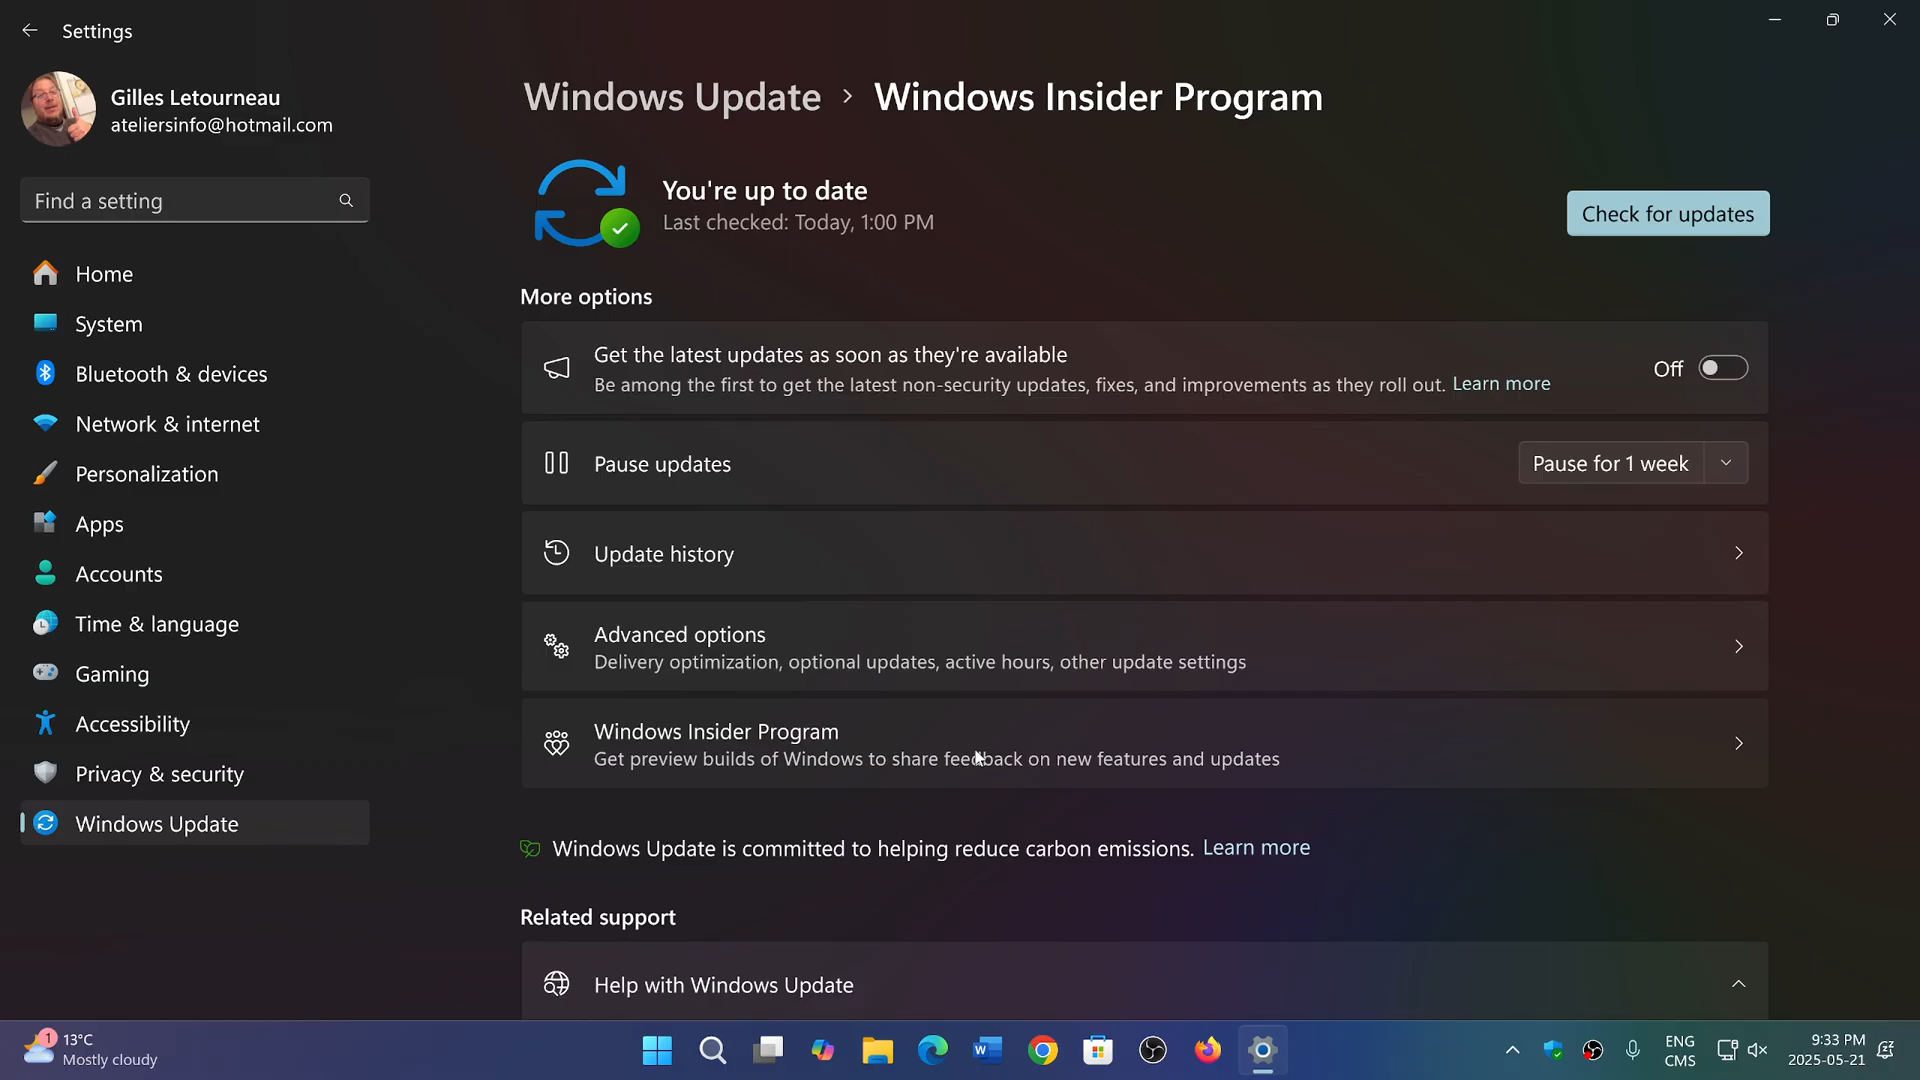 Settings
Gilles Letourneau
ateliersinfo@hotmail.com
Find a setting
Home
System
Bluetooth & devices
Network & internet
Personalization
Apps
Accounts
Time & language
Gaming
Accessibility
Privacy & security
Windows Update
Windows Update > Windows Insider Program
You're up to date
Last checked: Today, 1:00 PM
Check for updates
More options
Get the latest updates as soon as they're available
Be among the first to get the latest non-security updates, fixes, and improvements as they roll out. Learn more
Off
Pause updates
Pause for 1 week
Update history
Advanced options
Delivery optimization, optional updates, active hours, other update settings
Windows Insider Program
Get preview builds of Windows to share feedback on new features and updates
Windows Update is committed to helping reduce carbon emissions. Learn more
Related support
Help with Windows Update
1
13°C
Mostly cloudy
W
ENG
CMS
9:33 PM
2025-05-21